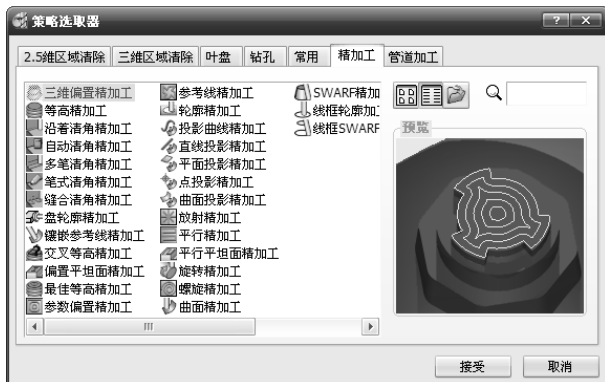 策略选取器
2.5維区域清除 三維区域清除 叶盘 钻孔 常用 精加工 管道加工
三维偏置精加工
等高精加工
沿着清角精加工
自动清角精加工
多笔清角精加工
笔式清角精加工
缝合清角精加工
盘轮廓精加工
镶嵌参考线精加工
交叉等高精加工
偏置平坦面精加工
最佳等高精加工
参数偏置精加工
参考线精加工
轮廓精加工
投影曲线精加工
直线投影精加工
平面投影精加工
点投影精加工
曲面投影精加工
放射精加工
平行精加工
平行平坦面精加工
旋转精加工
螺旋精加工
曲面精加工
SWARF精加
线框轮廓加
线框SWARF
预览
接受 取消